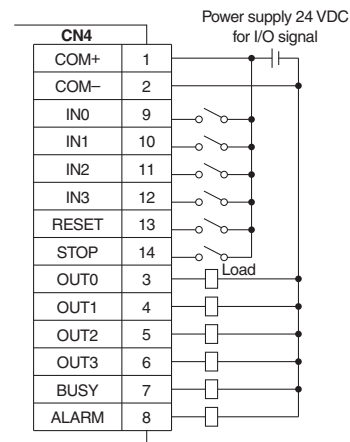 Power supply 24 VDC
for I/O signal
CN4
COM+ 1
COM– 2
IN0 9
IN1 10
IN2 11
IN3 12
RESET 13
STOP 14
OUT0 3
Load
OUT1 4
OUT2 5
OUT3 6
BUSY 7
ALARM 8